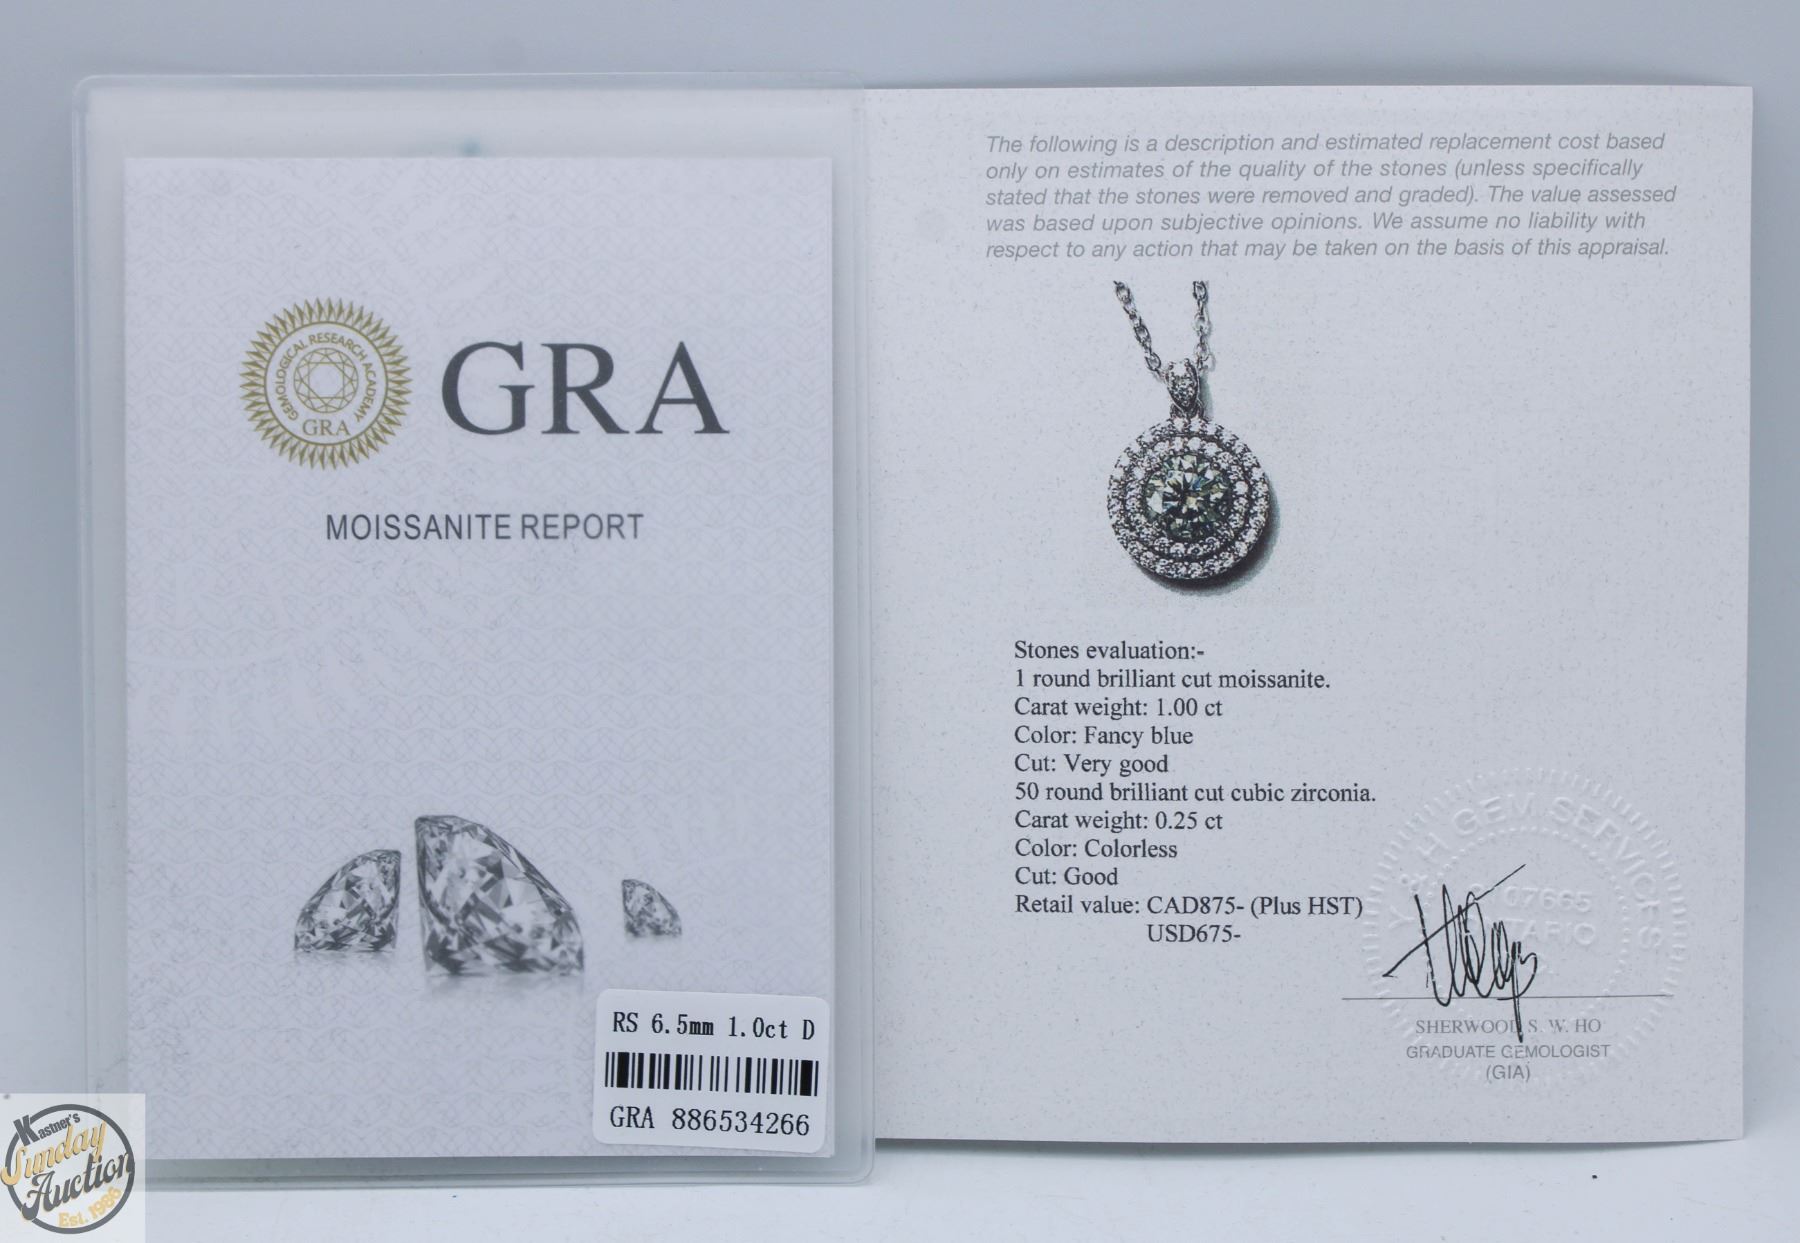 GEMOLOGICAL RESEARCH ACADEMY
GRA
GRA
MOISSANITE REPORT
RS 6.5mm 1.0ct D
GRA 886534266
Kastner's
Sunday
Auction
Est. 1986
The following is a description and estimated replacement cost based
only on estimates of the quality of the stones (unless specifically
stated that the stones were removed and graded). The value assessed
was based upon subjective opinions. We assume no liability with
respect to any action that may be taken on the basis of this appraisal.
Stones evaluation:-
1 round brilliant cut moissanite.
Carat weight: 1.00 ct
Color: Fancy blue
Cut: Very good
50 round brilliant cut cubic zirconia.
Carat weight: 0.25 ct
Color: Colorless
Cut: Good
Retail value: CAD875- (Plus HST)
USD675-
H GEM SERVICES
07665
SHERWOOD S. W. HO
GRADUATE GEMOLOGIST
(GIA)